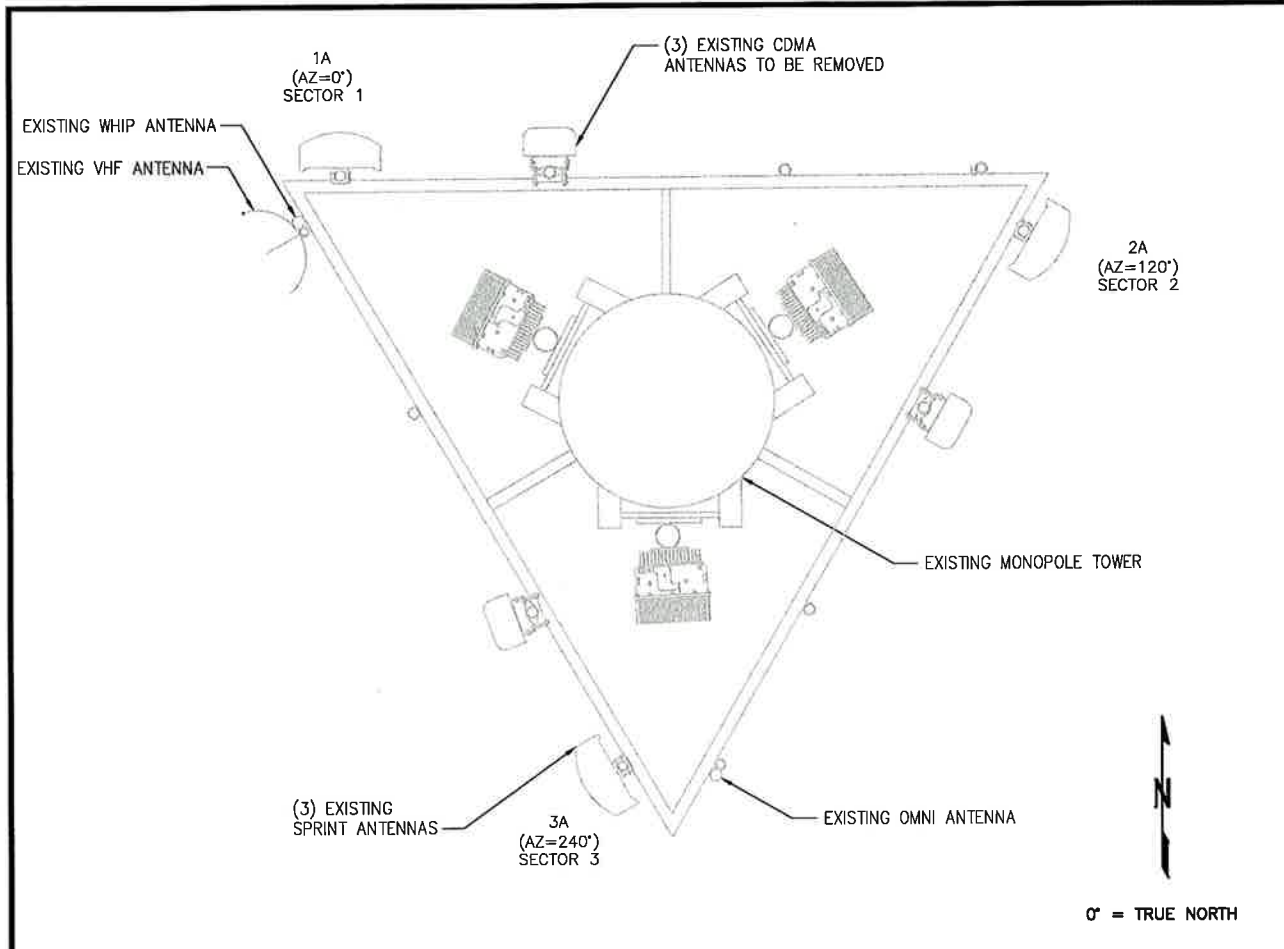 1A
(AZ=0°)
SECTOR 1
(3) EXISTING CDMA
ANTENNAS TO BE REMOVED
EXISTING WHIP ANTENNA
EXISTING VHF ANTENNA
2A
(AZ=120°)
SECTOR 2
EXISTING MONOPOLE TOWER
(3) EXISTING
SPRINT ANTENNAS
3A
(AZ=240°)
SECTOR 3
EXISTING OMNI ANTENNA
N
0° = TRUE NORTH